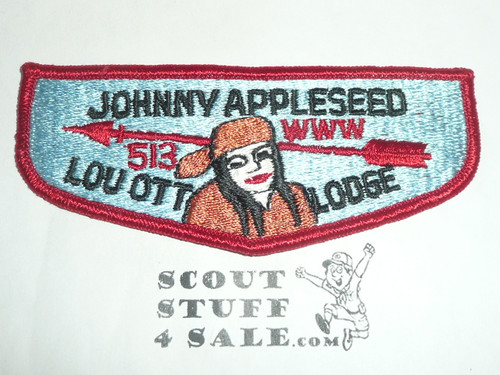 JOHNNY APPLESEED
WWW
513
LOU OTT LODGE
SCOUT
STUFF
4 SALE.COM